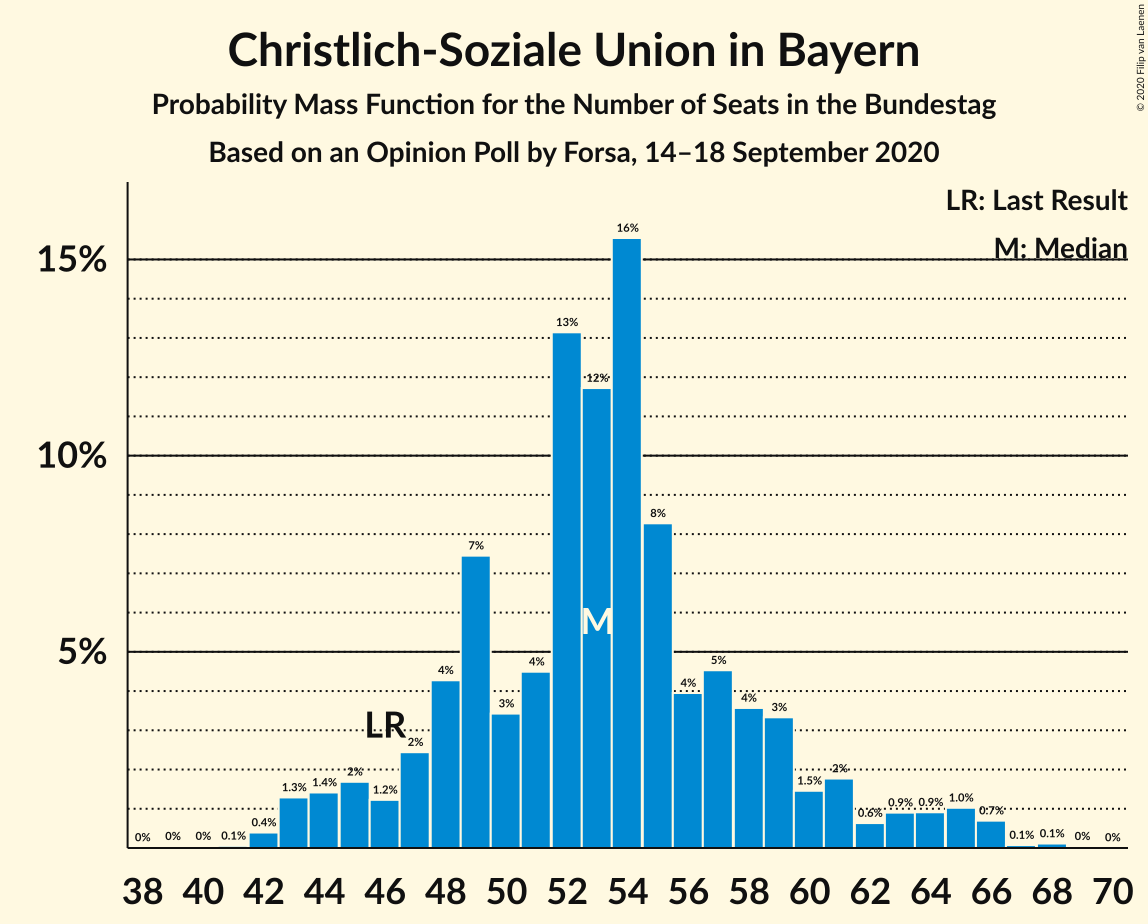 Christlich-Soziale Union in Bayern
Probability Mass Function for the Number of Seats in the Bundestag
Based on an Opinion Poll by Forsa, 14–18 September 2020
© 2020 Filip van Laenen
LR: Last Result
M: Median
15%
10%
5%
0% 0% 0% 0.1% 0.4% 1.3% 1.4% 2% 1.2% 2% 4% 7% 3% 4% 13% 12% 16% 8% 4% 5% 4% 3% 1.5% 2% 0.6% 0.9% 0.9% 1.0% 0.7% 0.1% 0.1% 0% 0%
LR
M
38 40 42 44 46 48 50 52 54 56 58 60 62 64 66 68 70